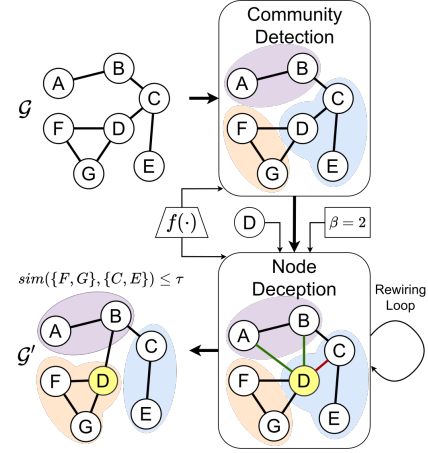 Community
Detection
A
B
C
D
E
F
G
𝒢
A
B
C
D
E
F
G
f(·)
D
β = 2
sim({F, G}, {C, E}) ≤ τ
Node
Deception
Rewiring
Loop
A
B
C
D
E
F
G
𝒢′
A
B
C
D
E
F
G